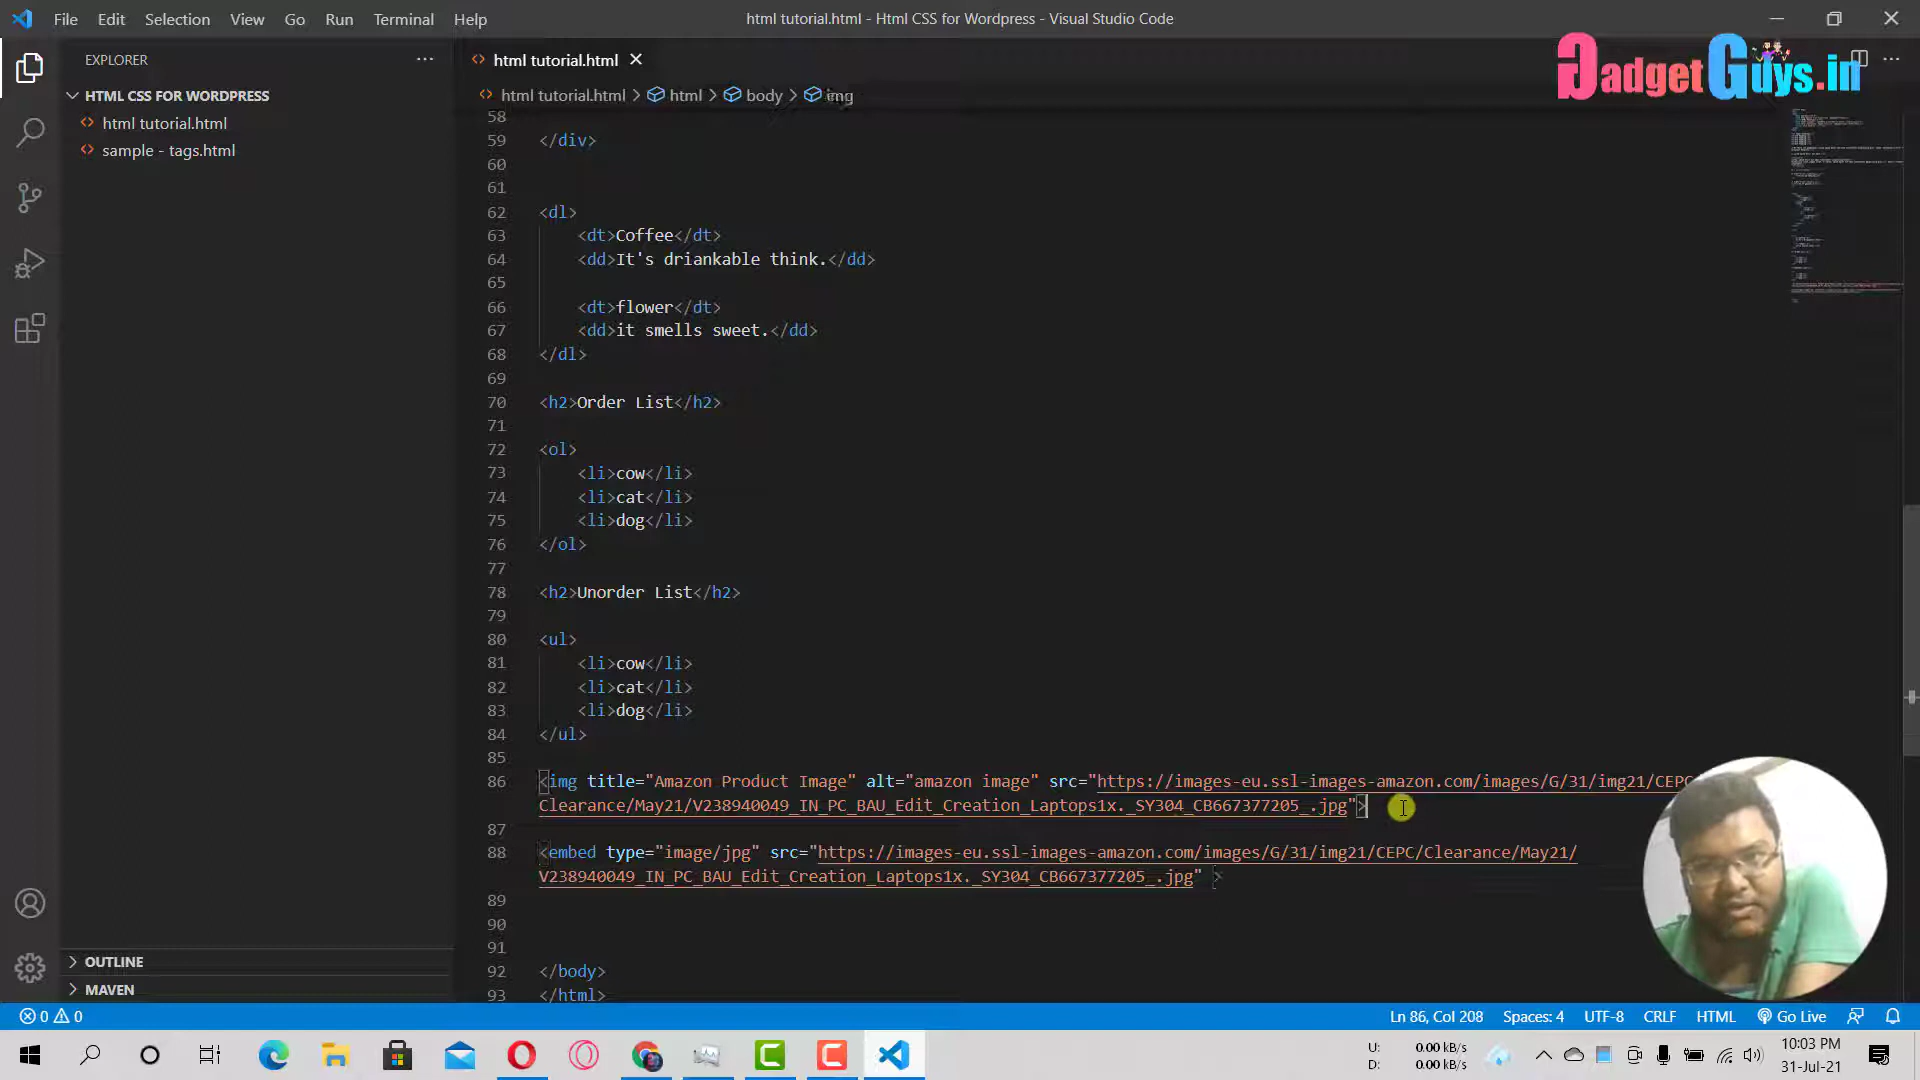 File Edit Selection View Go Run Terminal Help
html tutorial.html - Html CSS for Wordpress - Visual Studio Code
GadgetGuys.in
EXPLORER
html tutorial.html
HTML CSS FOR WORDPRESS
html tutorial.html > html > body > img
html tutorial.html
sample - tags.html
58
59 </div>
60
61
62 <dl>
63 <dt>Coffee</dt>
64 <dd>It's driankable think.</dd>
65
66 <dt>flower</dt>
67 <dd>it smells sweet.</dd>
68 </dl>
69
70 <h2>Order List</h2>
71
72 <ol>
73 <li>cow</li>
74 <li>cat</li>
75 <li>dog</li>
76 </ol>
77
78 <h2>Unorder List</h2>
79
80 <ul>
81 <li>cow</li>
82 <li>cat</li>
83 <li>dog</li>
84 </ul>
85
86 <img title="Amazon Product Image" alt="amazon image" src="https://images-eu.ssl-images-amazon.com/images/G/31/img21/CEPC/
Clearance/May21/V238940049_IN_PC_BAU_Edit_Creation_Laptops1x._SY304_CB667377205_.jpg">
87
88 <embed type="image/jpg" src="https://images-eu.ssl-images-amazon.com/images/G/31/img21/CEPC/Clearance/May21/
V238940049_IN_PC_BAU_Edit_Creation_Laptops1x._SY304_CB667377205_.jpg" >
89
90
91
92 </body>
93 </html>
OUTLINE
MAVEN
0 0
Ln 86, Col 208 Spaces: 4 UTF-8 CRLF HTML Go Live
U: 0.00 kB/s
D: 0.00 kB/s
10:03 PM
31-Jul-21